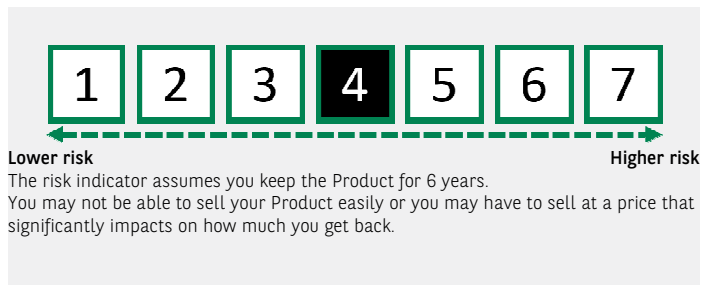 1 2 3 4 5 6 7
Lower risk Higher risk
The risk indicator assumes you keep the Product for 6 years.
You may not be able to sell your Product easily or you may have to sell at a price that
significantly impacts on how much you get back.